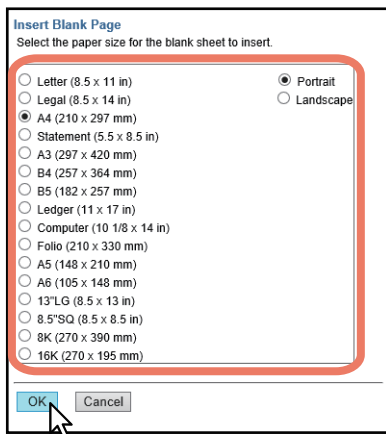 Insert Blank Page
Select the paper size for the blank sheet to insert.
Letter (8.5 x 11 in)
Portrait
Legal (8.5 x 14 in)
Landscape
A4 (210 x 297 mm)
Statement (5.5 x 8.5 in)
A3 (297 x 420 mm)
B4 (257 x 364 mm)
B5 (182 x 257 mm)
Ledger (11 x 17 in)
Computer (10 1/8 x 14 in)
Folio (210 x 330 mm)
A5 (148 x 210 mm)
A6 (105 x 148 mm)
13"LG (8.5 x 13 in)
8.5"SQ (8.5 x 8.5 in)
8K (270 x 390 mm)
16K (270 x 195 mm)
OK Cancel